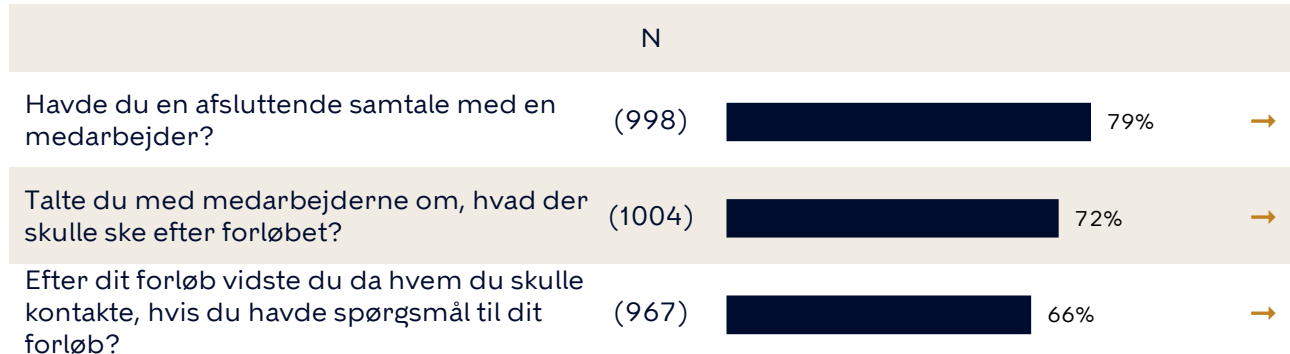 N
Havde du en afsluttende samtale med en
medarbejder?
(998)
79%
→
Talte du med medarbejderne om, hvad der
skulle ske efter forløbet?
(1004)
72%
→
Efter dit forløb vidste du da hvem du skulle
kontakte, hvis du havde spørgsmål til dit
forløb?
(967)
66%
→